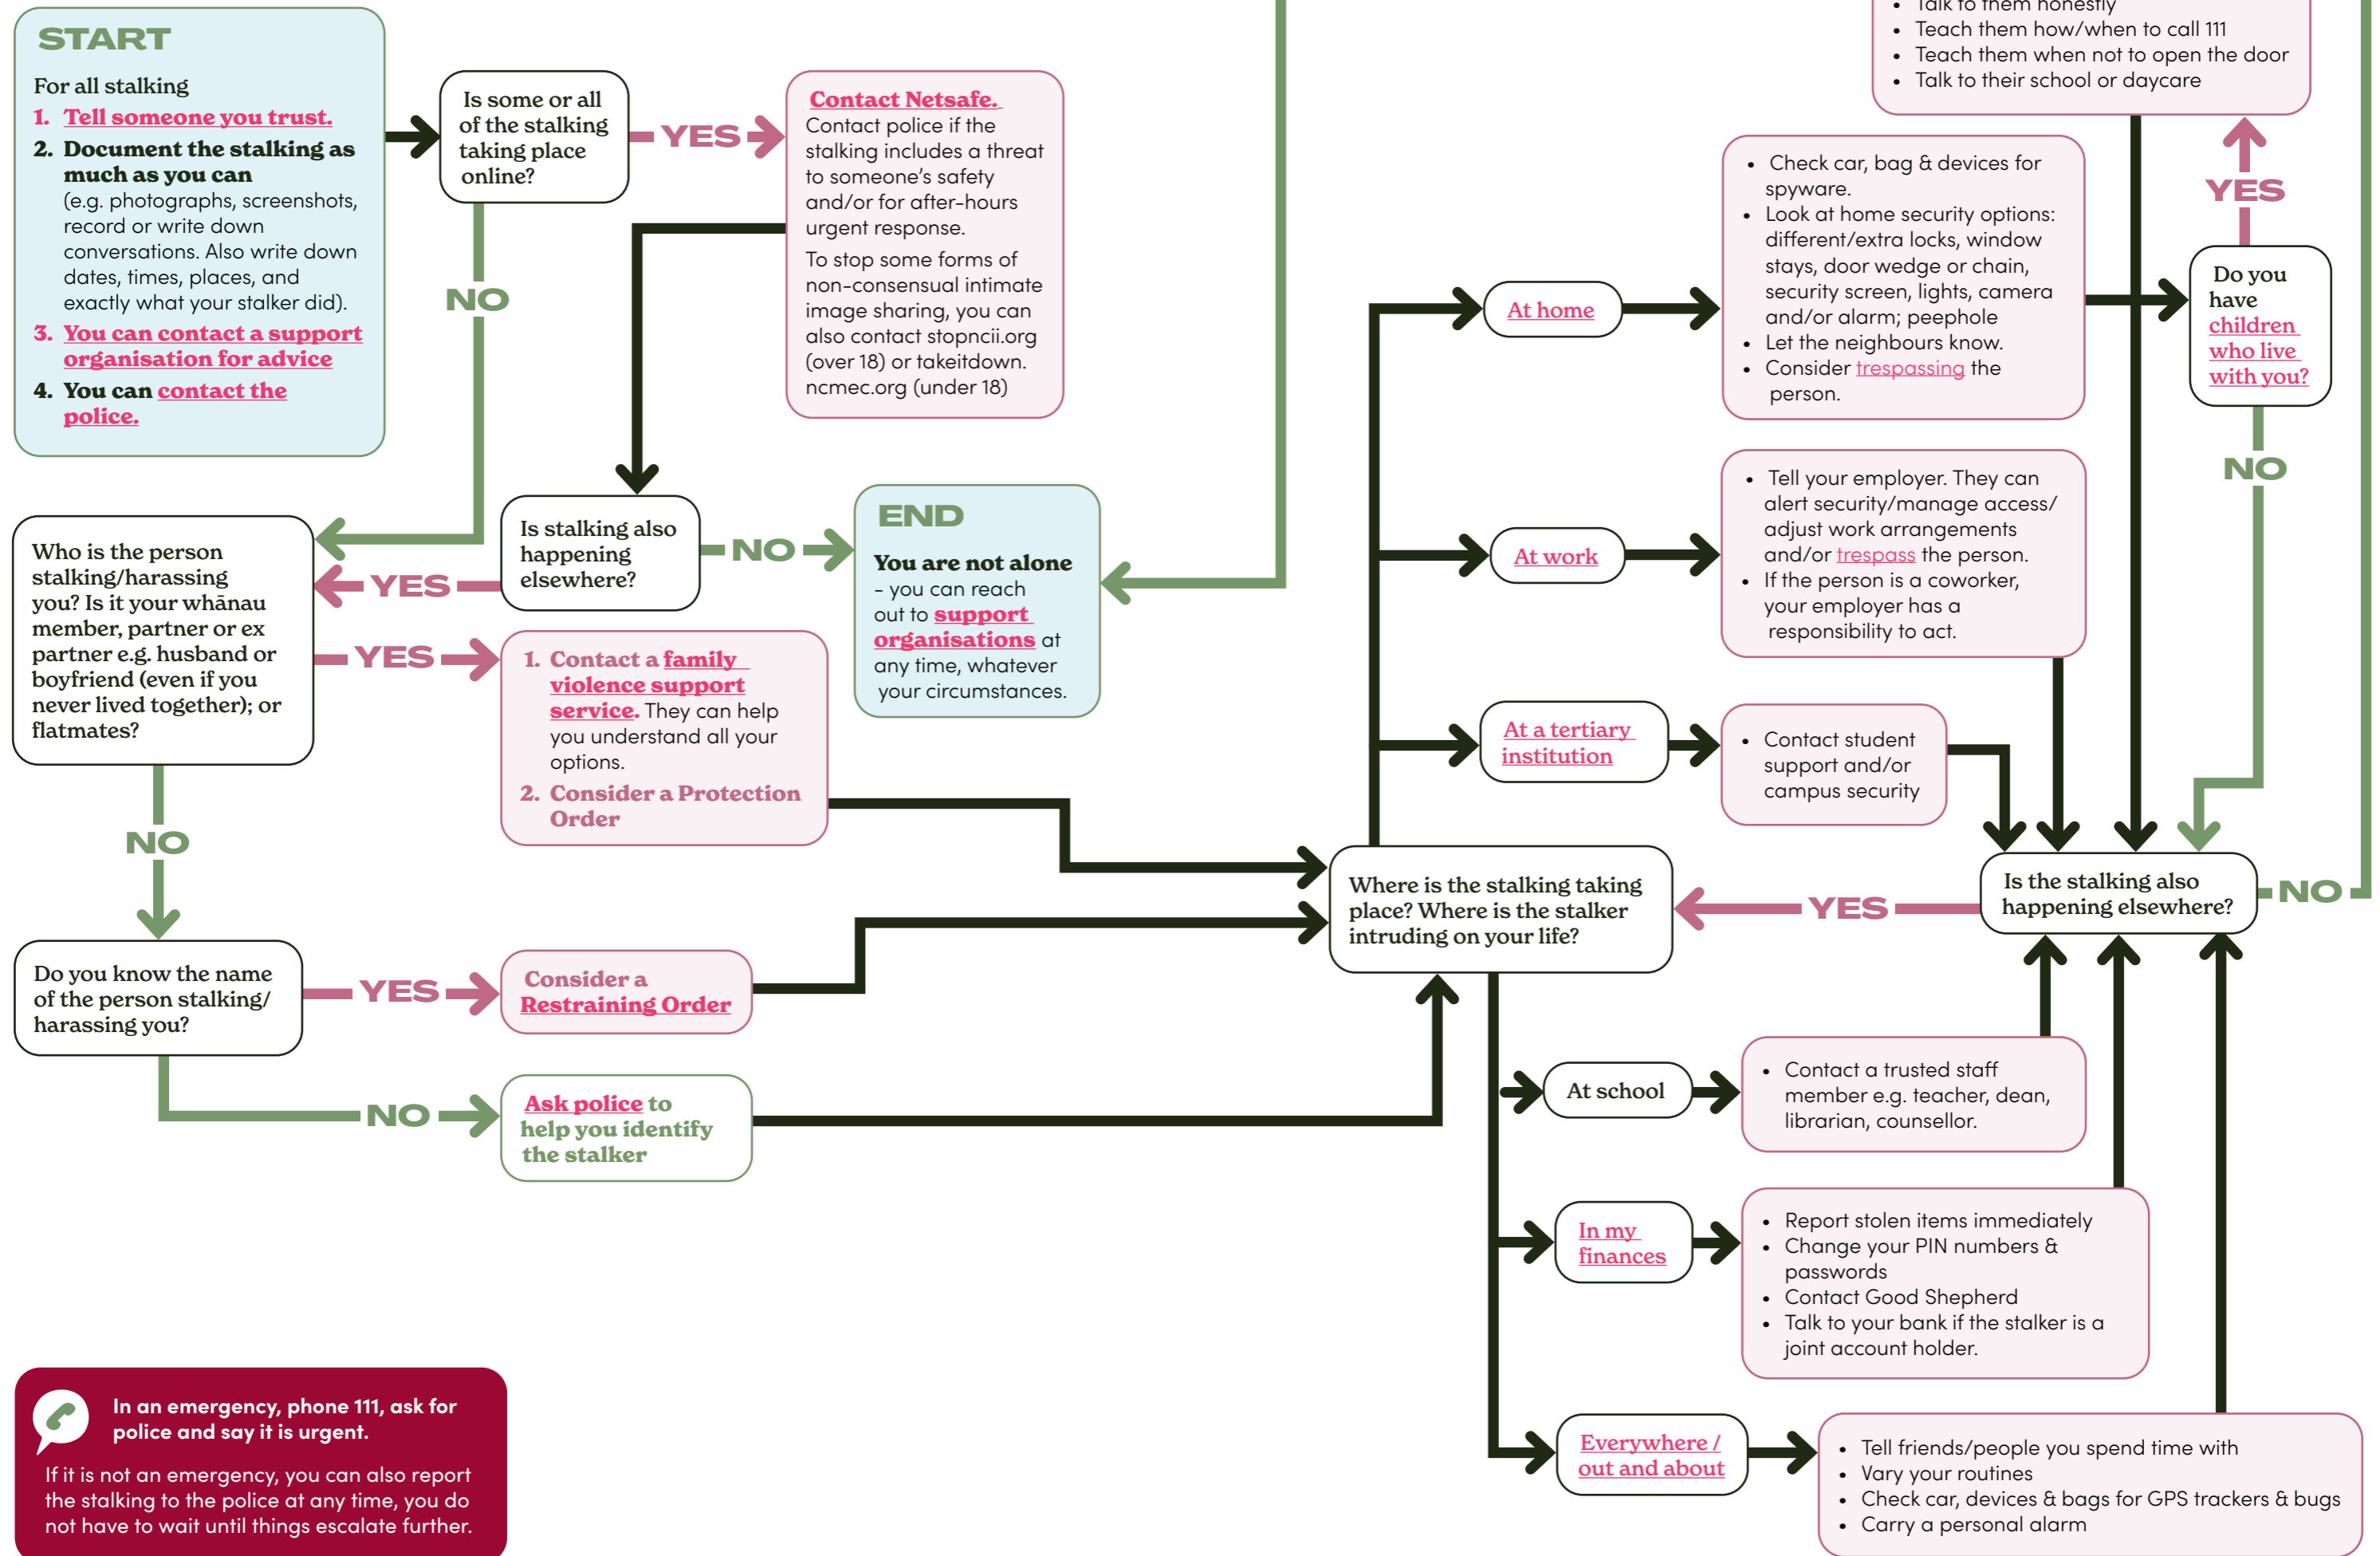 START
For all stalking
1. Tell someone you trust.
2. Document the stalking as
much as you can
(e.g. photographs, screenshots,
record or write down
conversations. Also write down
dates, times, places, and
exactly what your stalker did).
3. You can contact a support
organisation for advice
4. You can contact the
police.
Is some or all
of the stalking
taking place
online?
YES
NO
Contact Netsafe.
Contact police if the
stalking includes a threat
to someone's safety
and/or for after-hours
urgent response.
To stop some forms of
non-consensual intimate
image sharing, you can
also contact stopncii.org
(over 18) or takeitdown.
ncmec.org (under 18)
Is stalking also
happening
elsewhere?
NO
YES
END
You are not alone
- you can reach
out to support
organisations at
any time, whatever
your circumstances.
Who is the person
stalking/harassing
you? Is it your whānau
member, partner or ex
partner e.g. husband or
boyfriend (even if you
never lived together); or
flatmates?
YES
NO
1. Contact a family
violence support
service. They can help
you understand all your
options.
2. Consider a Protection
Order
Do you know the name
of the person stalking/
harassing you?
YES
Consider a
Restraining Order
NO
Ask police to
help you identify
the stalker
Where is the stalking taking
place? Where is the stalker
intruding on your life?
At home
• Check car, bag & devices for
spyware.
• Look at home security options:
different/extra locks, window
stays, door wedge or chain,
security screen, lights, camera
and/or alarm; peephole
• Let the neighbours know.
• Consider trespassing the
person.
Do you
have
children
who live
with you?
YES
• Talk to them honestly
• Teach them how/when to call 111
• Teach them when not to open the door
• Talk to their school or daycare
NO
At work
• Tell your employer. They can
alert security/manage access/
adjust work arrangements
and/or trespass the person.
• If the person is a coworker,
your employer has a
responsibility to act.
At a tertiary
institution
• Contact student
support and/or
campus security
Is the stalking also
happening elsewhere?
YES
NO
At school
• Contact a trusted staff
member e.g. teacher, dean,
librarian, counsellor.
In my
finances
• Report stolen items immediately
• Change your PIN numbers &
passwords
• Contact Good Shepherd
• Talk to your bank if the stalker is a
joint account holder.
Everywhere /
out and about
• Tell friends/people you spend time with
• Vary your routines
• Check car, devices & bags for GPS trackers & bugs
• Carry a personal alarm
In an emergency, phone 111, ask for
police and say it is urgent.
If it is not an emergency, you can also report
the stalking to the police at any time, you do
not have to wait until things escalate further.